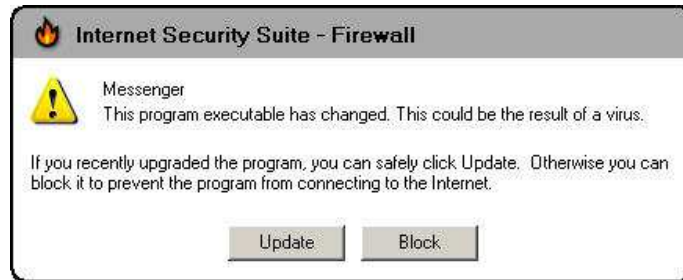 Internet Security Suite - Firewall
Messenger
This program executable has changed. This could be the result of a virus.
If you recently upgraded the program, you can safely click Update. Otherwise you can
block it to prevent the program from connecting to the Internet.
Update Block